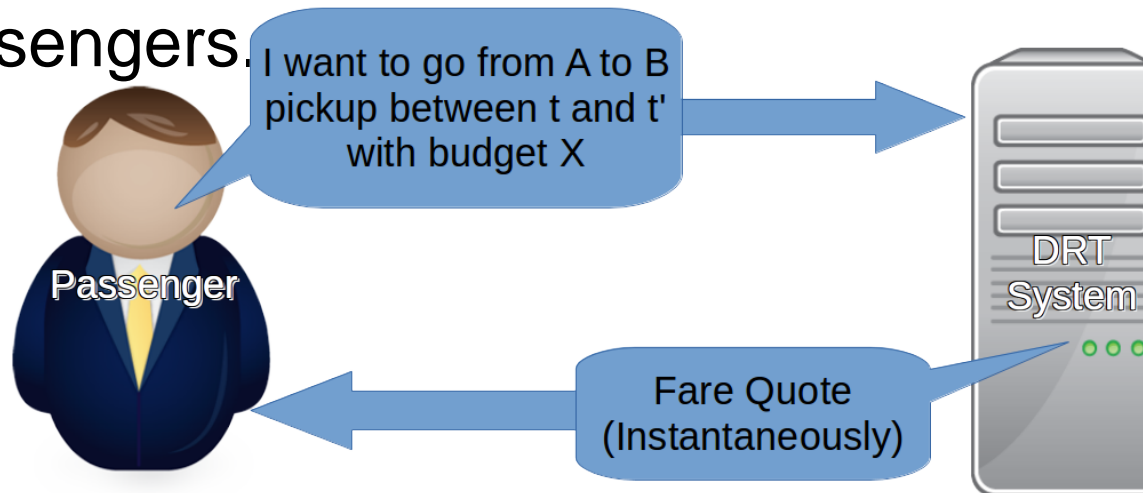 sengers.
I want to go from A to B
pickup between t and t'
with budget X
Passenger
DRT
System
Fare Quote
(Instantaneously)